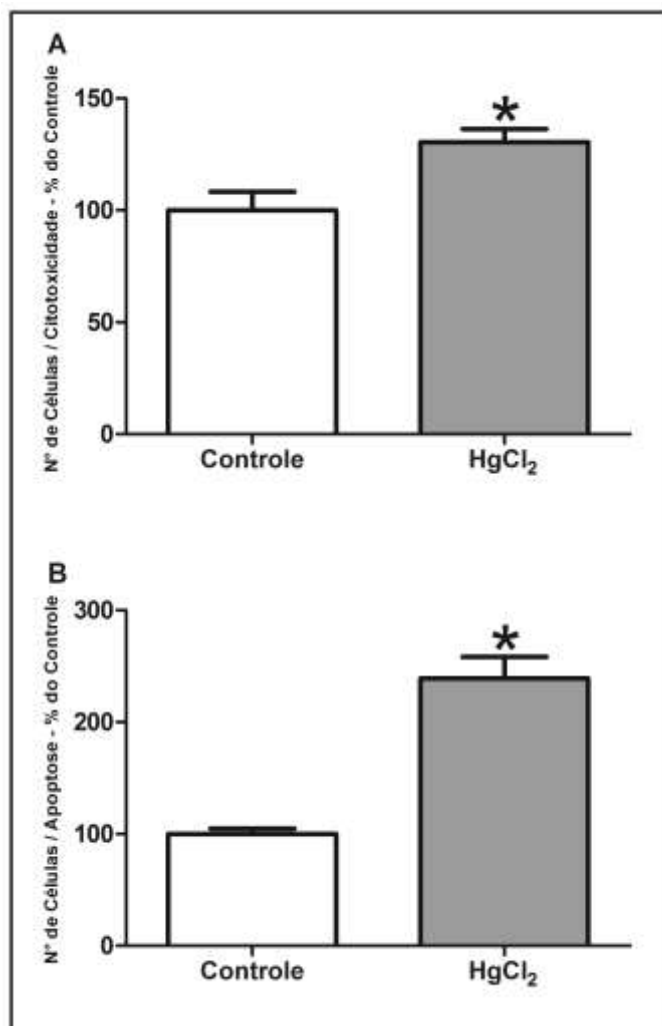 A
N° de Células / Citotoxicidade - % do Controle
150
100
50
0
*
Controle
HgCl₂
B
N° de Células / Apoptose - % do Controle
300
200
100
0
*
Controle
HgCl₂